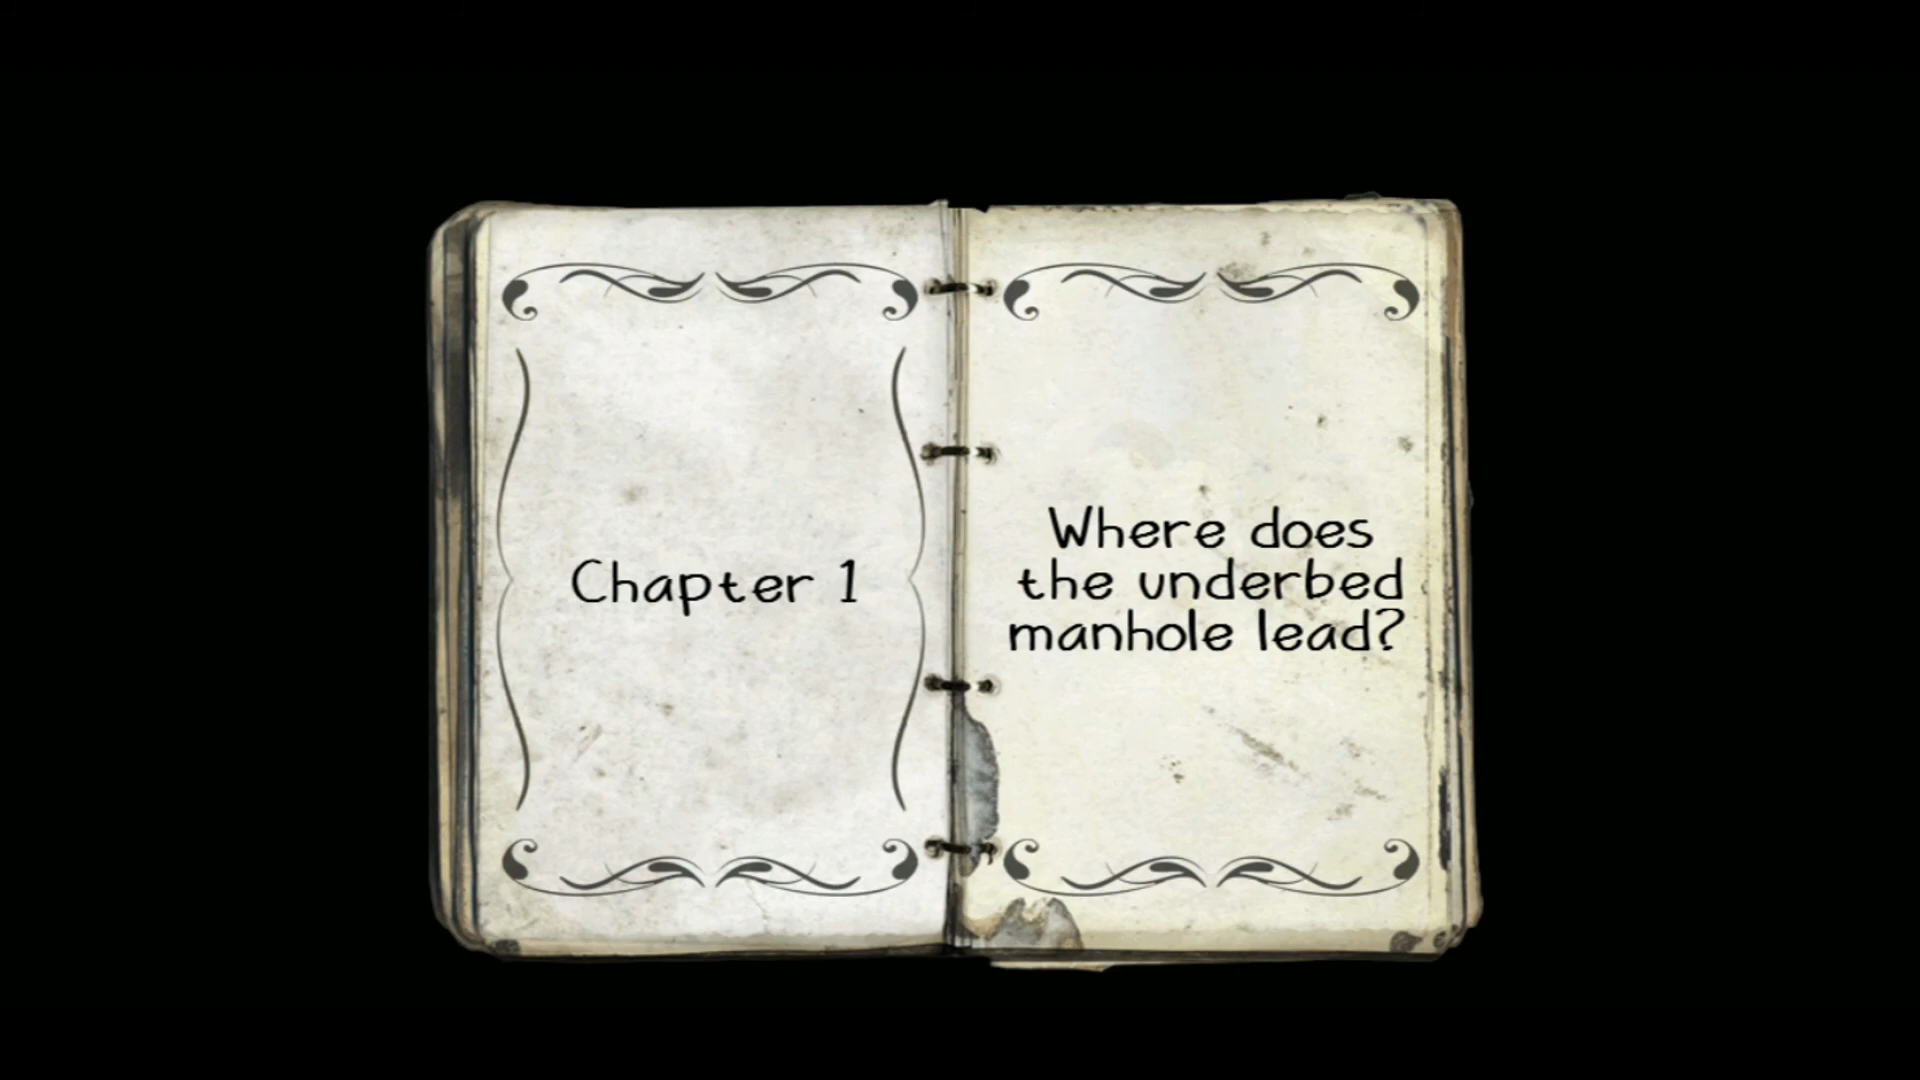 Chapter 1
Where does
the underbed
manhole lead?